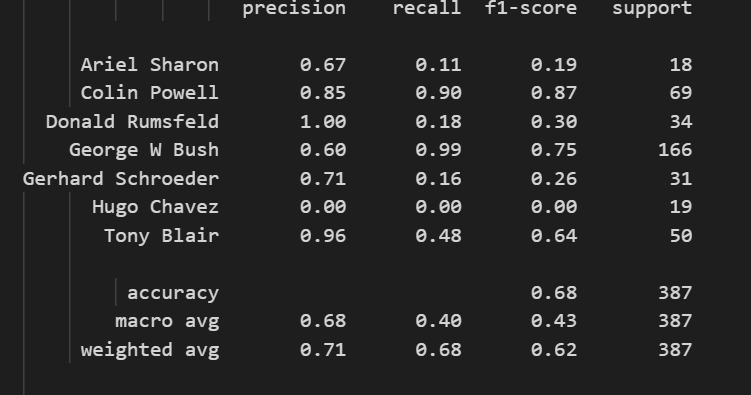 precision recall f1-score support
Ariel Sharon 0.67 0.11 0.19 18
Colin Powell 0.85 0.90 0.87 69
Donald Rumsfeld 1.00 0.18 0.30 34
George W Bush 0.60 0.99 0.75 166
Gerhard Schroeder 0.71 0.16 0.26 31
Hugo Chavez 0.00 0.00 0.00 19
Tony Blair 0.96 0.48 0.64 50
accuracy 0.68 387
macro avg 0.68 0.40 0.43 387
weighted avg 0.71 0.68 0.62 387